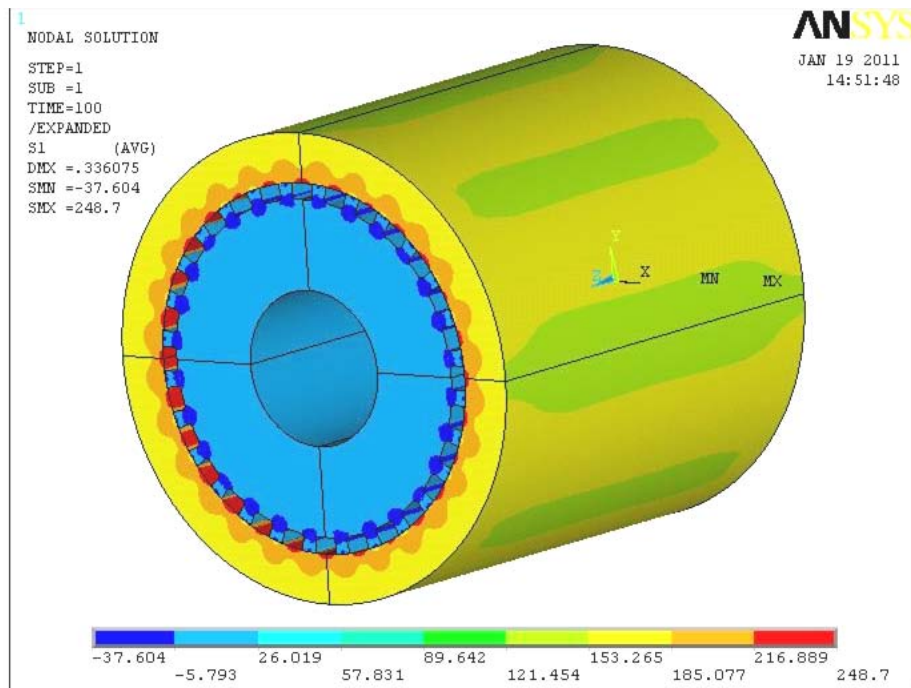 1
NODAL SOLUTION
STEP=1
SUB =1
TIME=100
/EXPANDED
S1 (AVG)
DMX =.336075
SMN =-37.604
SMX =248.7
ANSYS
JAN 19 2011
14:51:48
Y
Z
X
MN
MX
-37.604 26.019 89.642 153.265 216.889
-5.793 57.831 121.454 185.077 248.7